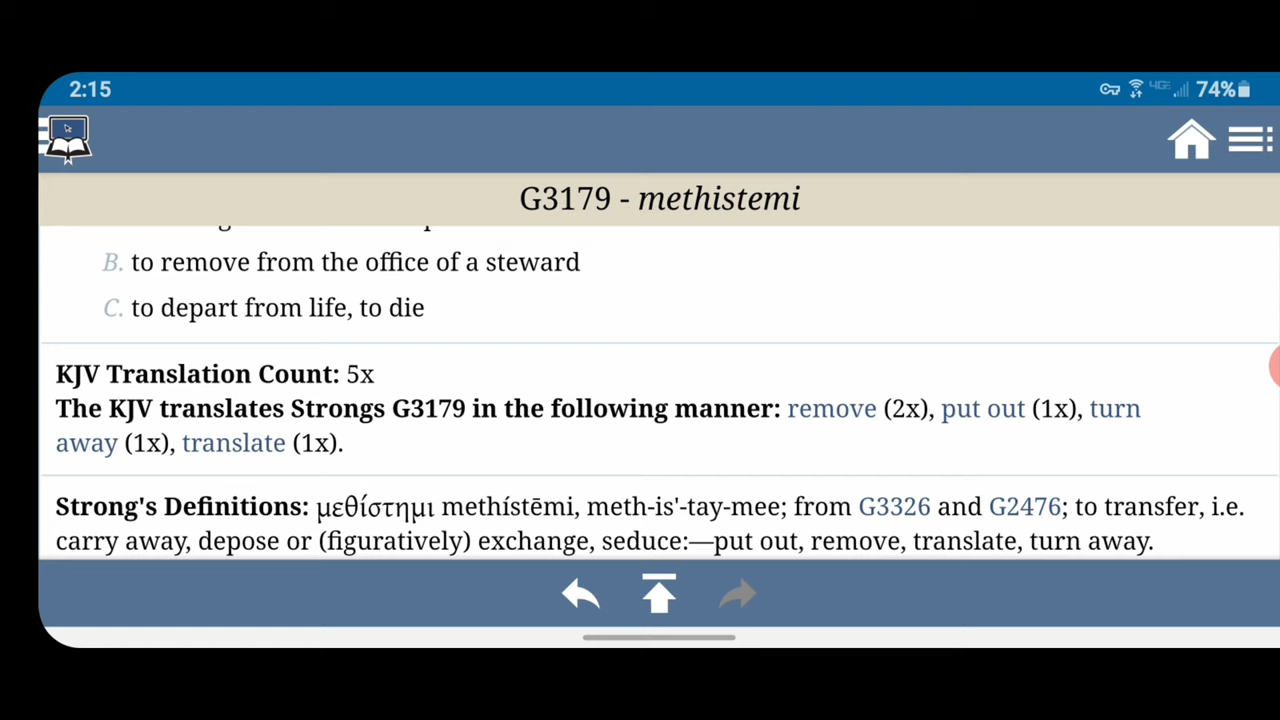 2:15
74%
G3179 - methistemi
B. to remove from the office of a steward
C. to depart from life, to die
KJV Translation Count: 5x
The KJV translates Strongs G3179 in the following manner: remove (2x), put out (1x), turn
away (1x), translate (1x).
Strong's Definitions: μεθίστημι methístēmi, meth-is'-tay-mee; from G3326 and G2476; to transfer, i.e.
carry away, depose or (figuratively) exchange, seduce:—put out, remove, translate, turn away.